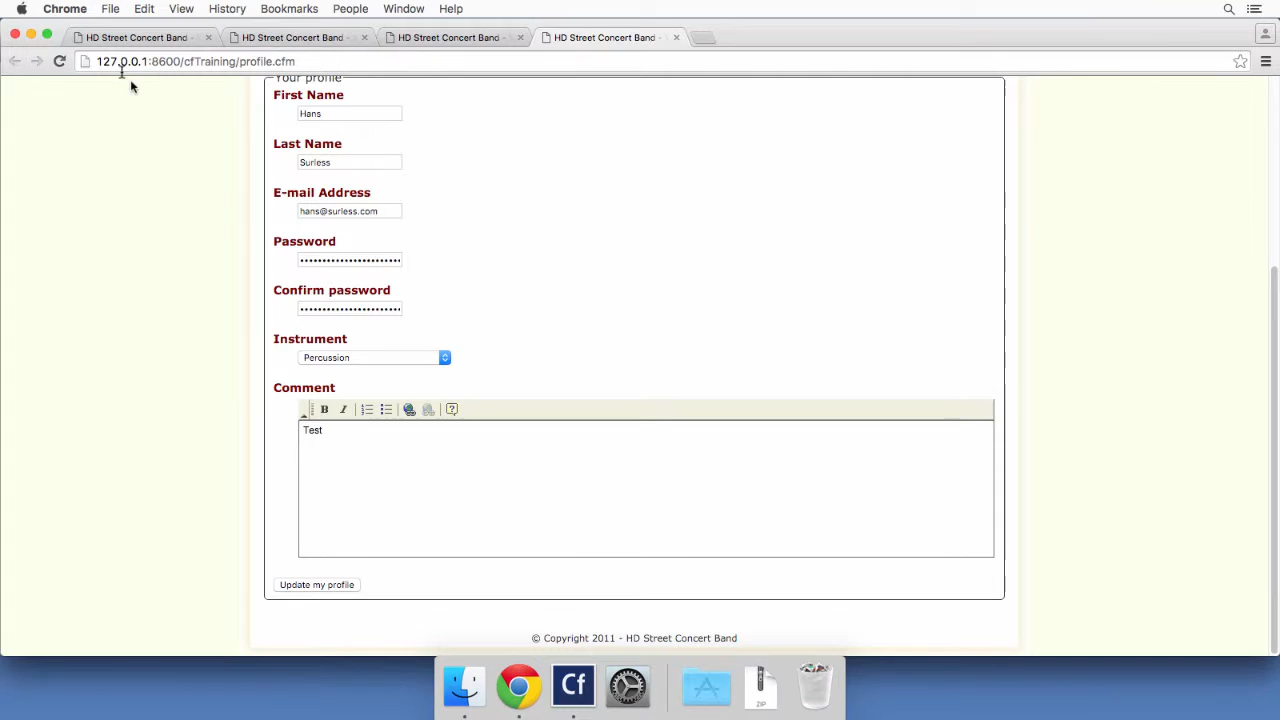 Chrome File Edit View History Bookmarks People Window Help
HD Street Concert Band - HD Street Concert Band - HD Street Concert Band - HD Street Concert Band -
127.0.0.1:8600/cfTraining/profile.cfm
Your profile
First Name
Hans
Last Name
Surless
E-mail Address
hans@surless.com
Password
Confirm password
Instrument
Percussion
Comment
B I
Test
Update my profile
© Copyright 2011 - HD Street Concert Band
Cf
ZIP